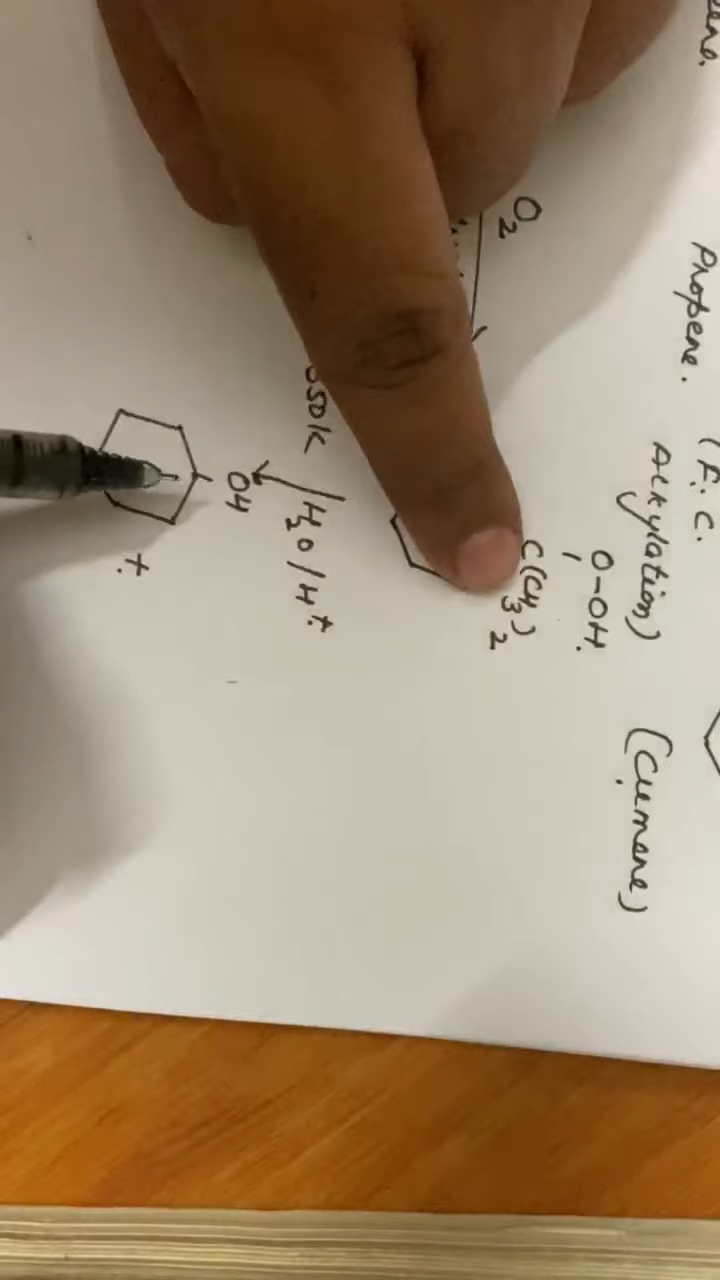 Propene.
(F.C.
Alkylation)
(Cumene)
O-OH.
O₂
C(CH₃)₂
H₂O/H⁺
OH
+